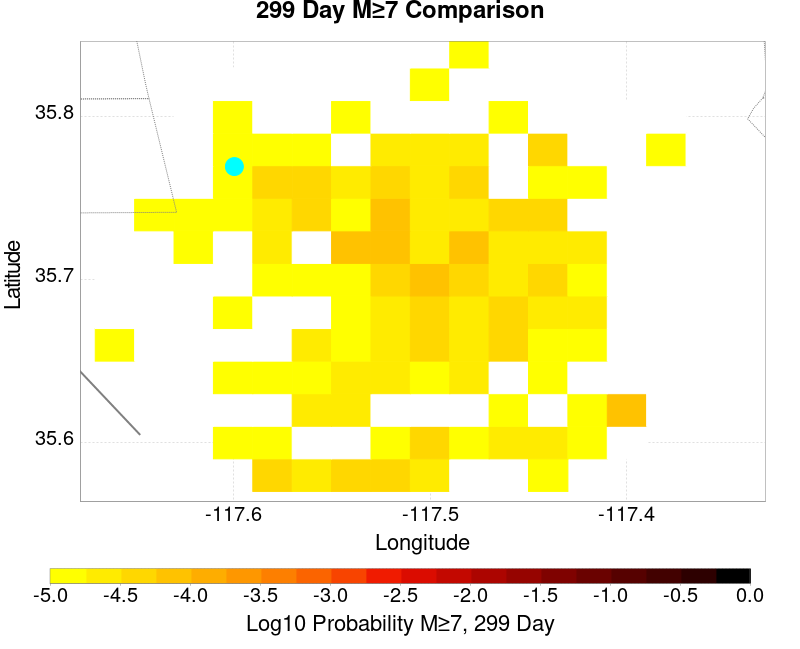 299 Day M≥7 Comparison
35.8
35.7
35.6
Latitude
-117.6 -117.5 -117.4
Longitude
-5.0 -4.5 -4.0 -3.5 -3.0 -2.5 -2.0 -1.5 -1.0 -0.5 0.0
Log10 Probability M≥7, 299 Day